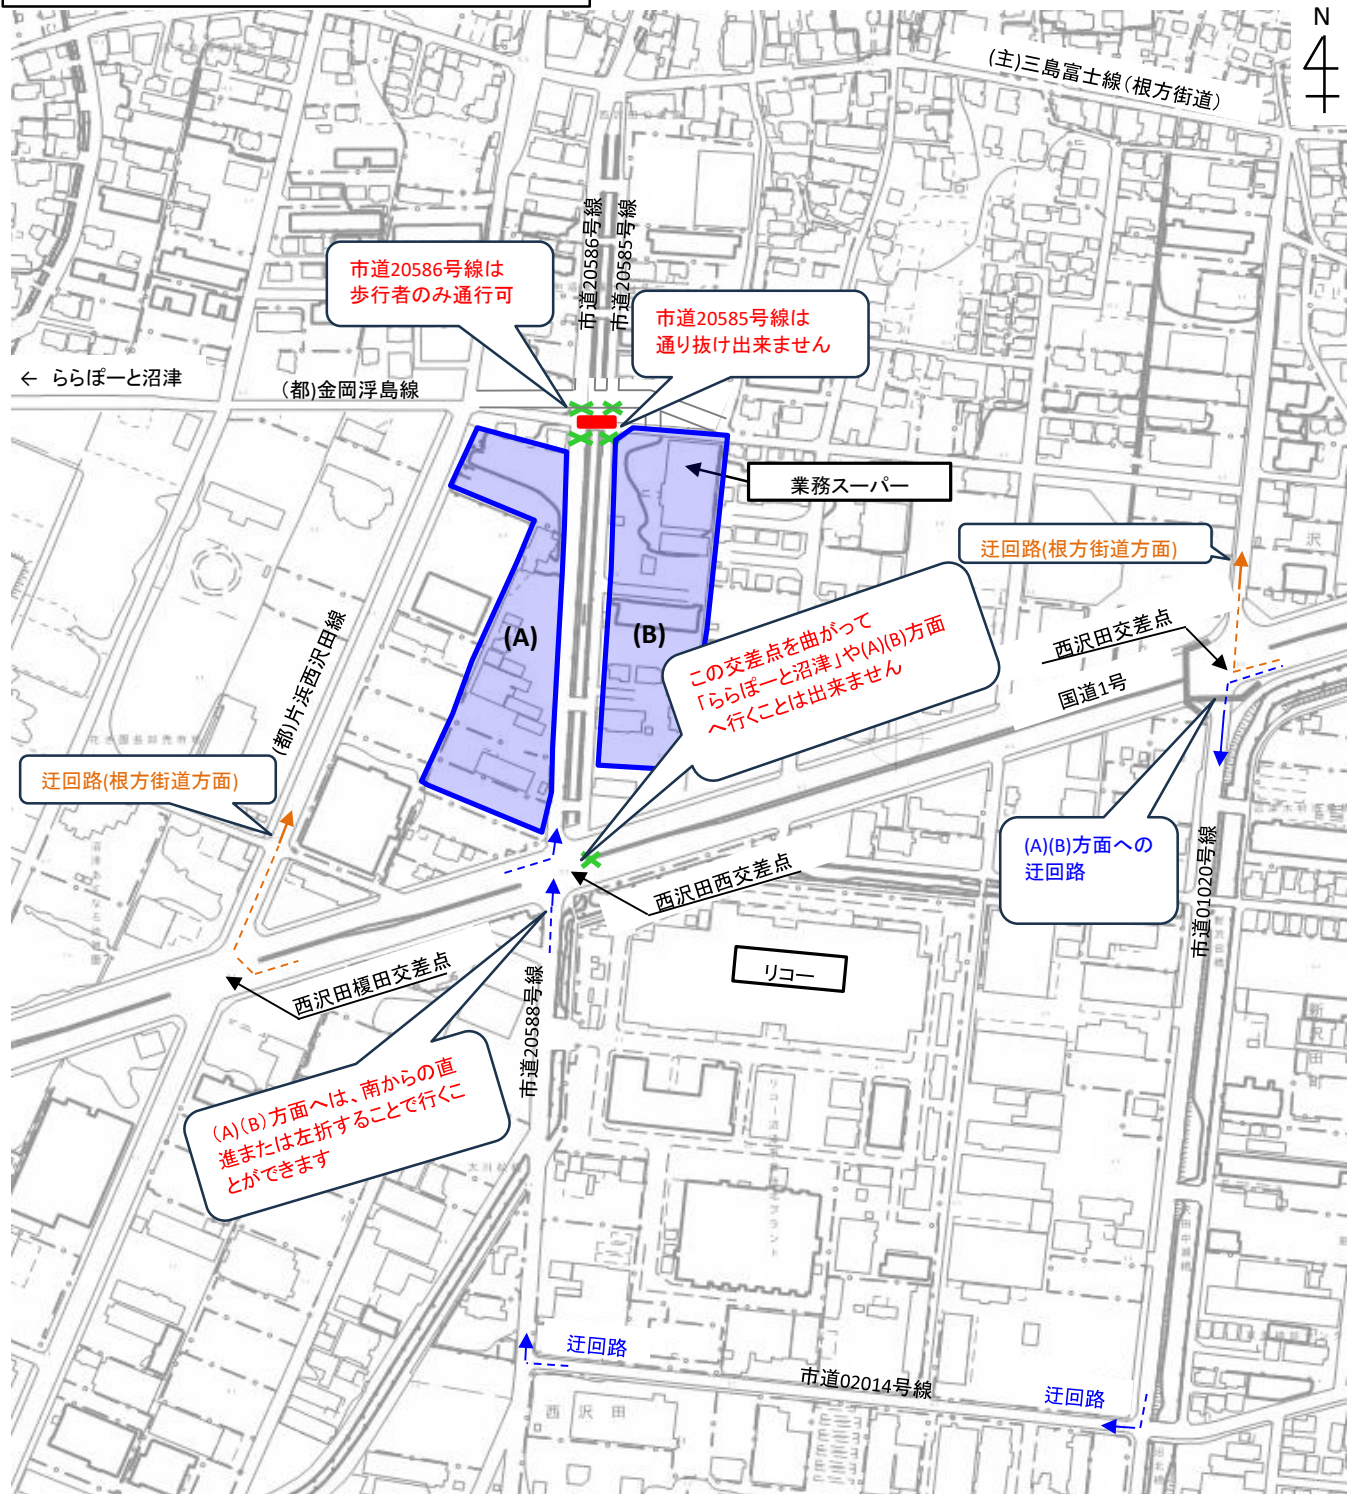 N
(主)三島富士線(根方街道)
市道20586号線
市道20585号線
市道20586号線は
歩行者のみ通行可
市道20585号線は
通り抜け出来ません
← ららぽーと沼津
(都)金岡浮島線
業務スーパー
迂回路(根方街道方面)
沢
(A)
(B)
この交差点を曲がって
「ららぽーと沼津」や(A)(B)方面
へ行くことは出来ません
西沢田交差点
国道1号
(都)片浜西沢田線
迂回路(根方街道方面)
(A)(B)方面への
迂回路
市道01020号線
西沢田西交差点
リコー
西沢田榎田交差点
市道20588号線
(A)(B)方面へは、南からの直
進または左折することで行くこ
とができます
迂回路
市道02014号線
迂回路
西沢田